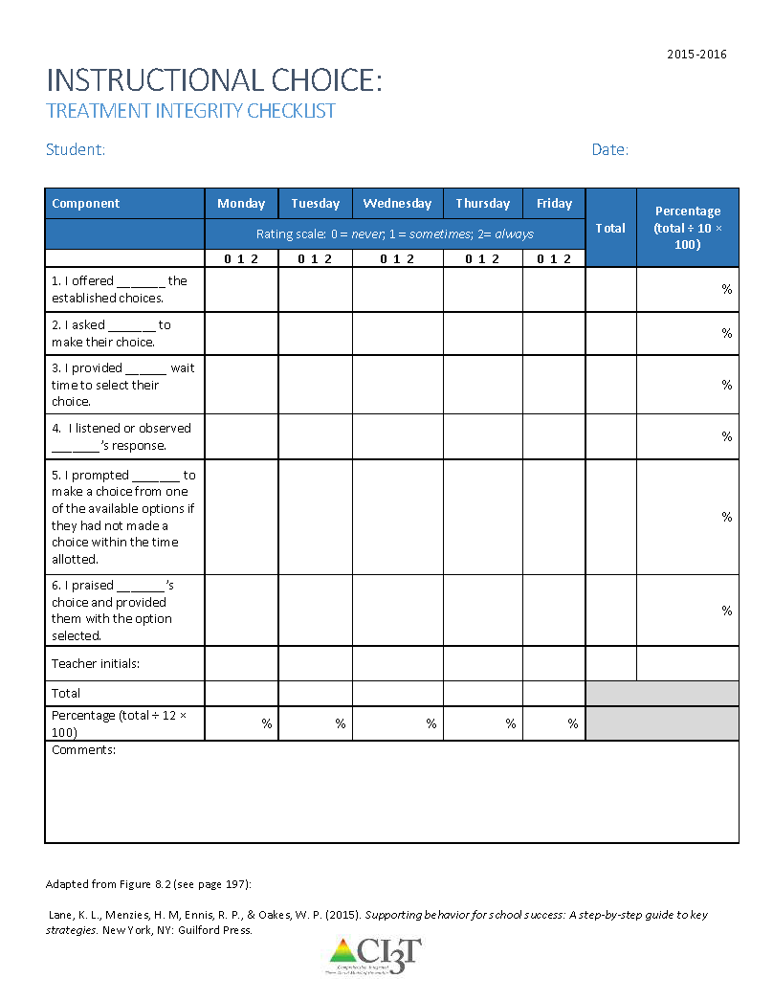 2015-2016
INSTRUCTIONAL CHOICE:
TREATMENT INTEGRITY CHECKLIST
Student: Date:
Component Monday Tuesday Wednesday Thursday Friday Total Percentage (total ÷ 10 × 100)
Rating scale: 0 = never; 1 = sometimes; 2= always
0 1 2 0 1 2 0 1 2 0 1 2 0 1 2
1. I offered _______ the
established choices.
%
2. I asked _______ to
make their choice.
%
3. I provided ______ wait
time to select their
choice.
%
4. I listened or observed
_______'s response.
%
5. I prompted _______ to
make a choice from one
of the available options if
they had not made a
choice within the time
allotted.
%
6. I praised _______'s
choice and provided
them with the option
selected.
%
Teacher initials:
Total
Percentage (total ÷ 12 ×
100)
% % % % %
Comments:
Adapted from Figure 8.2 (see page 197):
Lane, K. L., Menzies, H. M, Ennis, R. P., & Oakes, W. P. (2015). Supporting behavior for school success: A step-by-step guide to key
strategies. New York, NY: Guilford Press.
CI3T
Comprehensive, Integrated